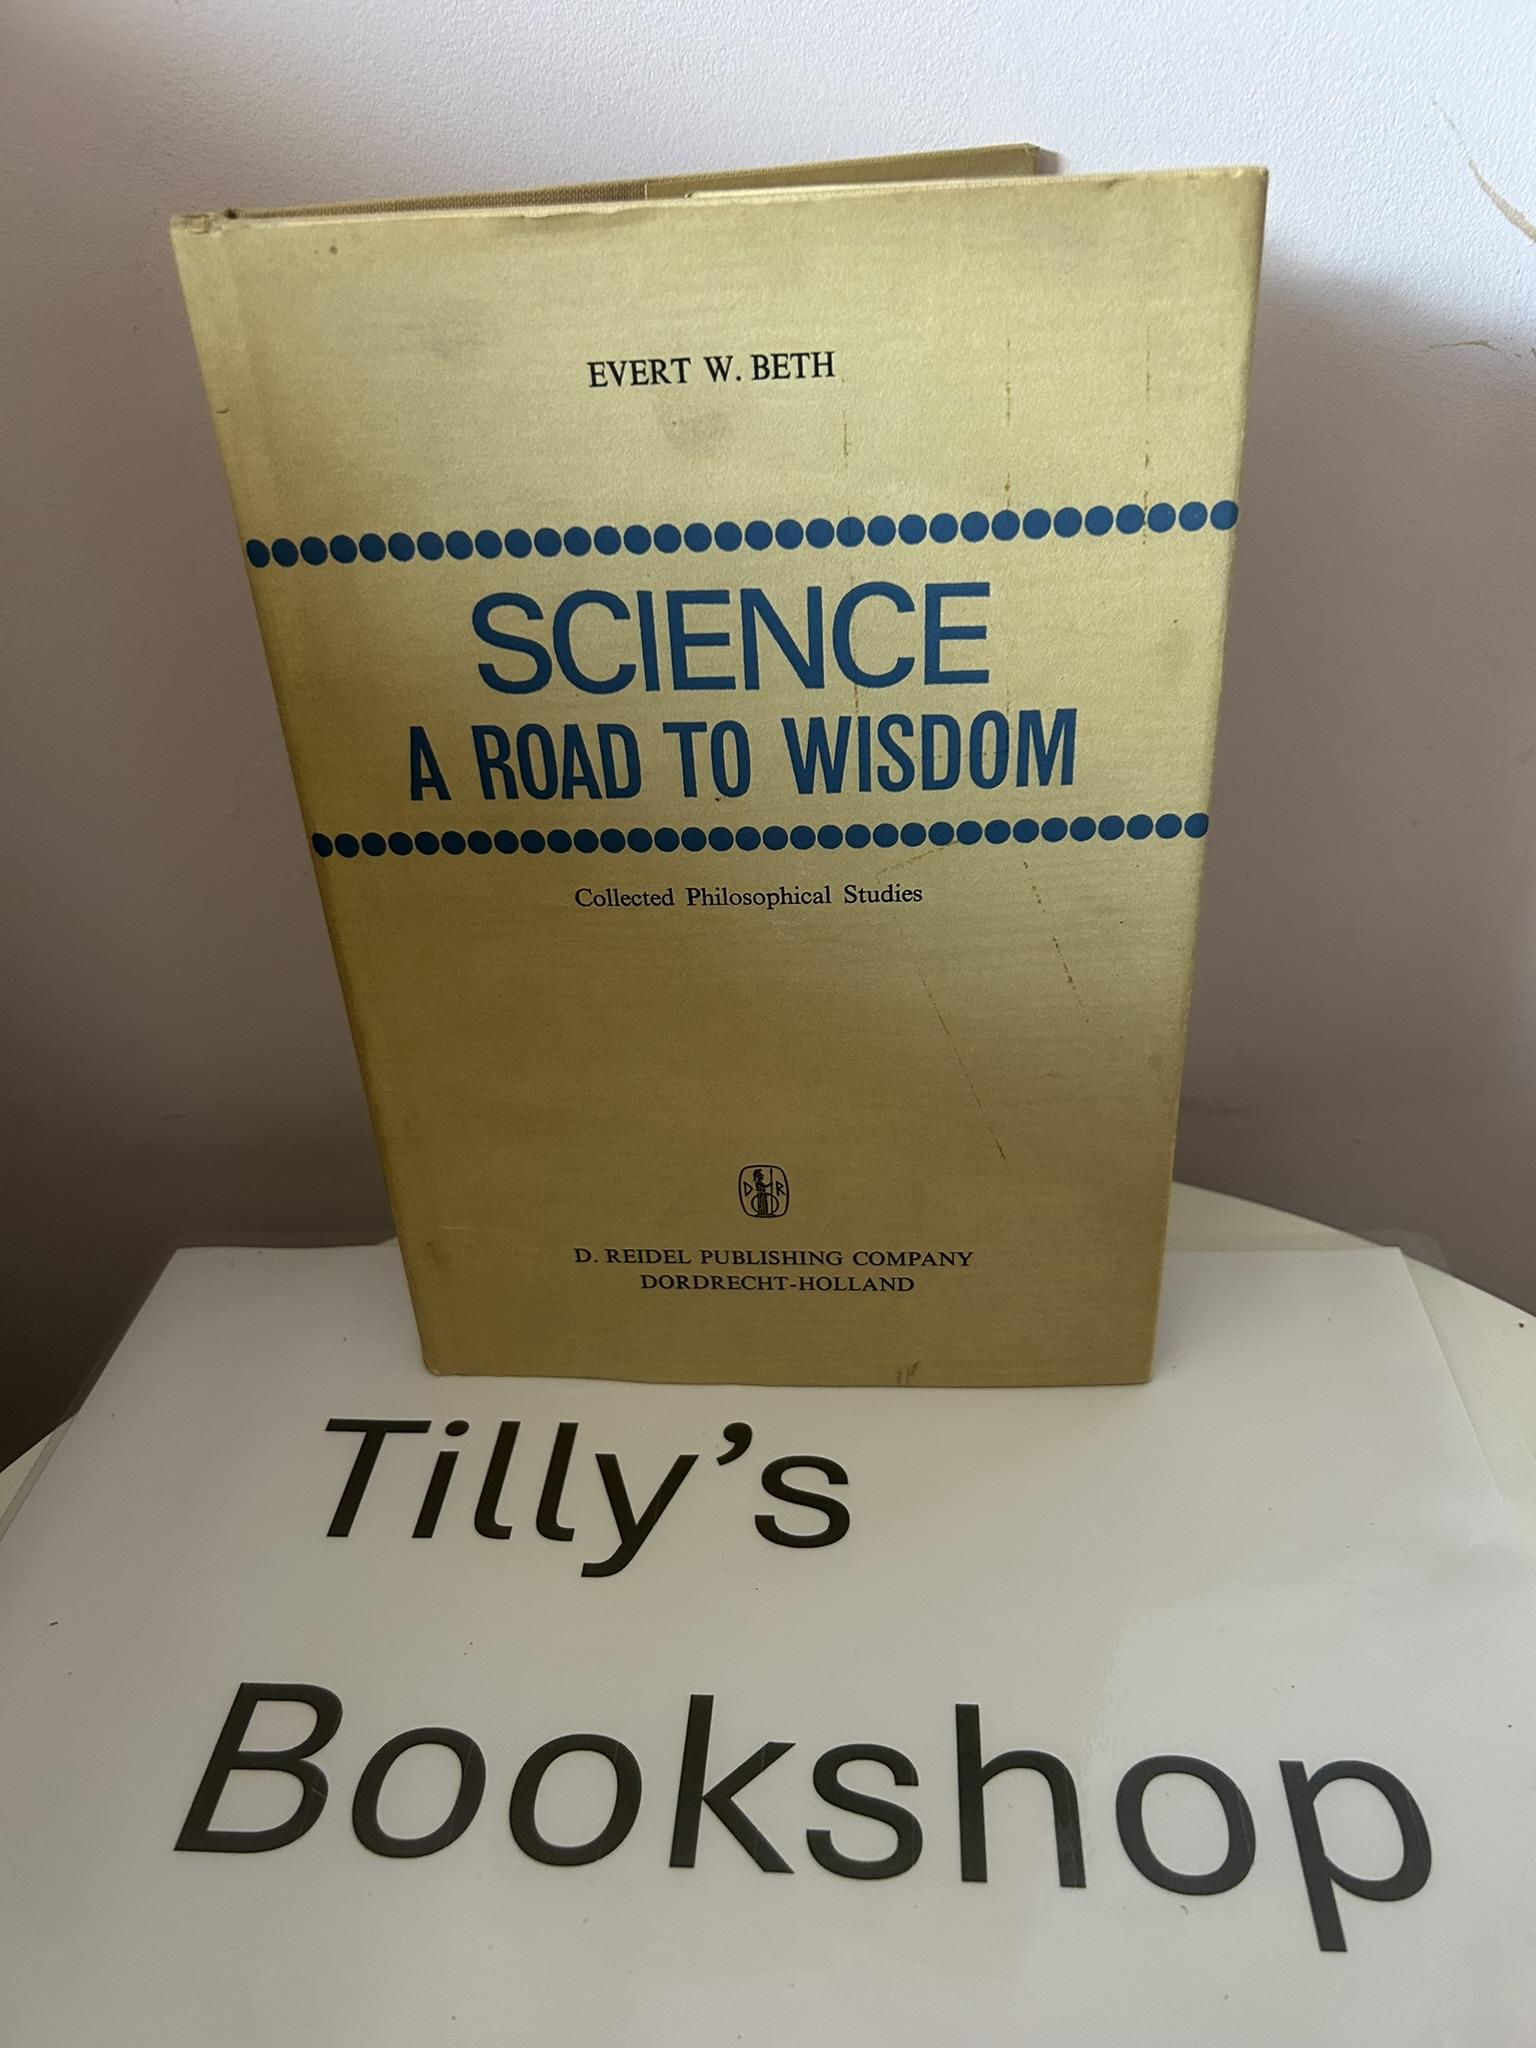 EVERT W. BETH
SCIENCE
A ROAD TO WISDOM
Collected Philosophical Studies
D R
D. REIDEL PUBLISHING COMPANY
DORDRECHT-HOLLAND
Tilly's
Bookshop